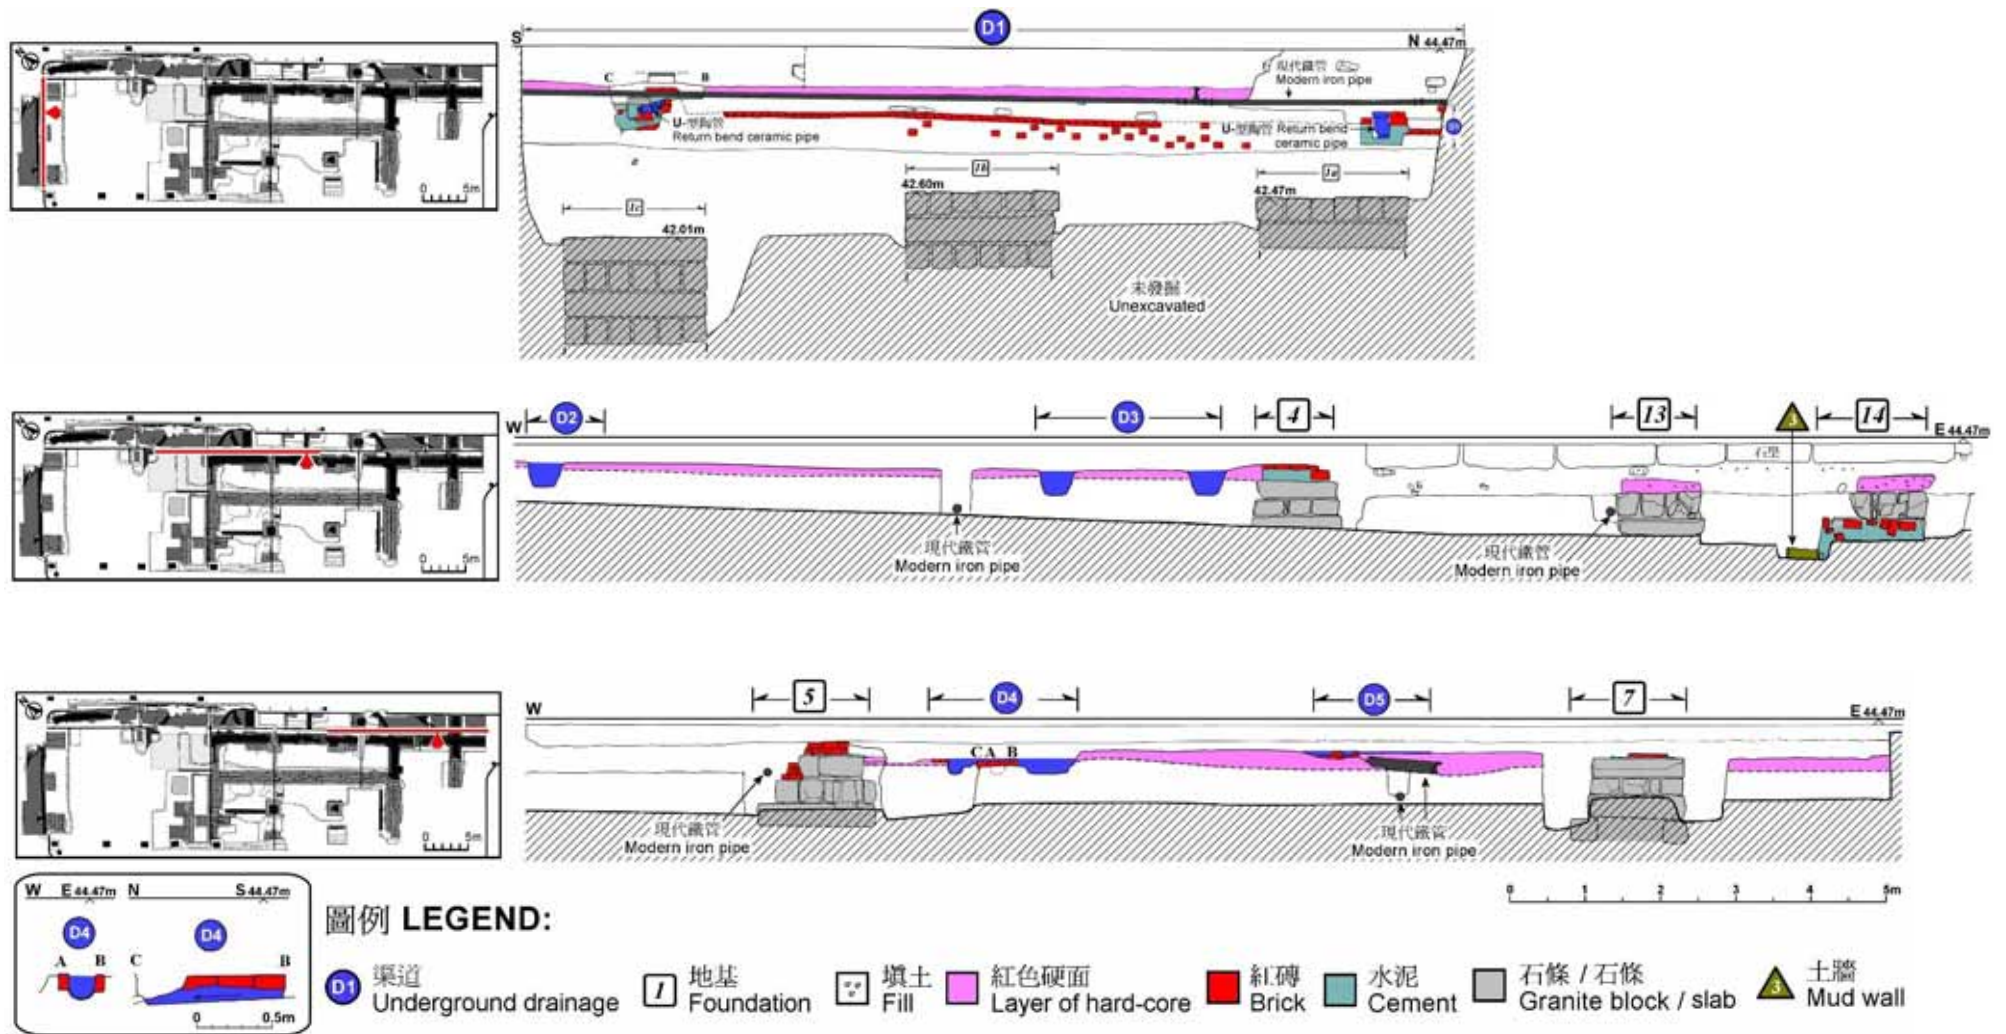 D1
S
N 44.47m
現代鐵管
Modern iron pipe
C
B
U-型陶管
Return bend ceramic pipe
U-型陶管 Return bend
ceramic pipe
1b
1a
42.60m
42.47m
1c
42.01m
未發掘
Unexcavated
0 5m
D2
D3
4
13
3
14
W
E 44.47m
石壆
現代鐵管
Modern iron pipe
現代鐵管
Modern iron pipe
0 5m
5
D4
D5
7
W
E 44.47m
C A B
現代鐵管
Modern iron pipe
現代鐵管
Modern iron pipe
0 5m
0 1 2 3 4 5m
W E 44.47m N S 44.47m
D4
D4
A B C B
0 0.5m
圖例 LEGEND:
D1
渠道
Underground drainage
1
地基
Foundation
填土
Fill
紅色硬面
Layer of hard-core
紅磚
Brick
水泥
Cement
石條 / 石條
Granite block / slab
3
土牆
Mud wall